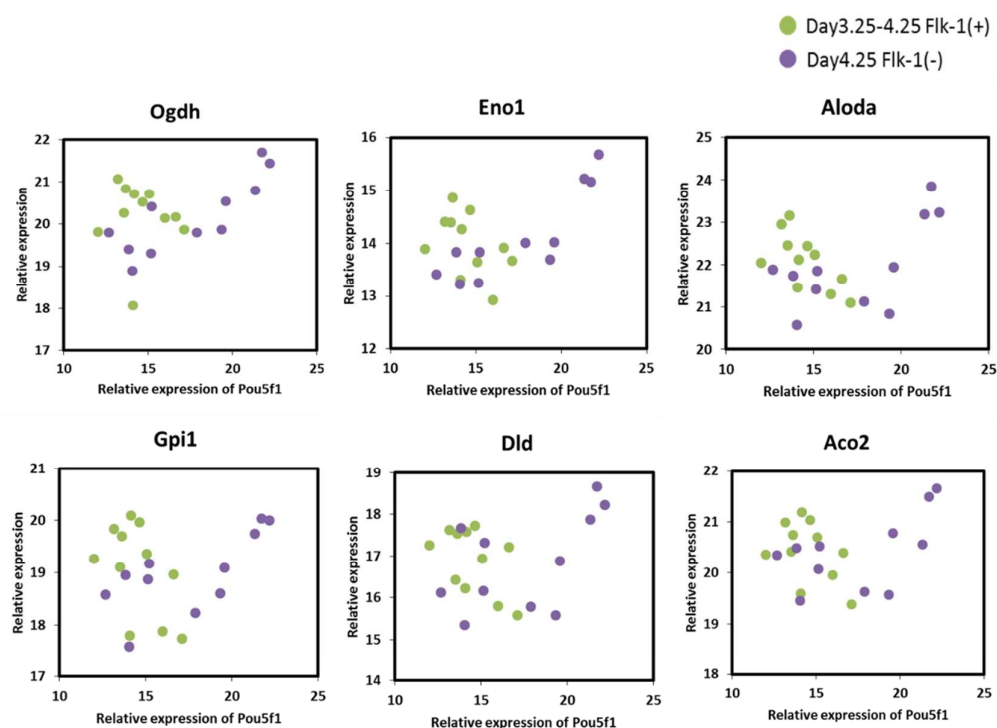 Day3.25-4.25 Flk-1(+)
Day4.25 Flk-1(-)
Ogdh
Eno1
Aloda
22
21
20
19
18
17
Relative expression
10
15
20
25
Relative expression of Pou5f1
16
15
14
13
12
Relative expression
10
15
20
25
Relative expression of Pou5f1
25
24
23
22
21
20
Relative expression
10
15
20
25
Relative expression of Pou5f1
Gpi1
Dld
Aco2
21
20
19
18
17
Relative expression
10
15
20
25
Relative expression of Pou5f1
19
18
17
16
15
14
Relative expression
10
15
20
25
Relative expression of Pou5f1
22
21
20
19
18
Relative expression
10
15
20
25
Relative expression of Pou5f1